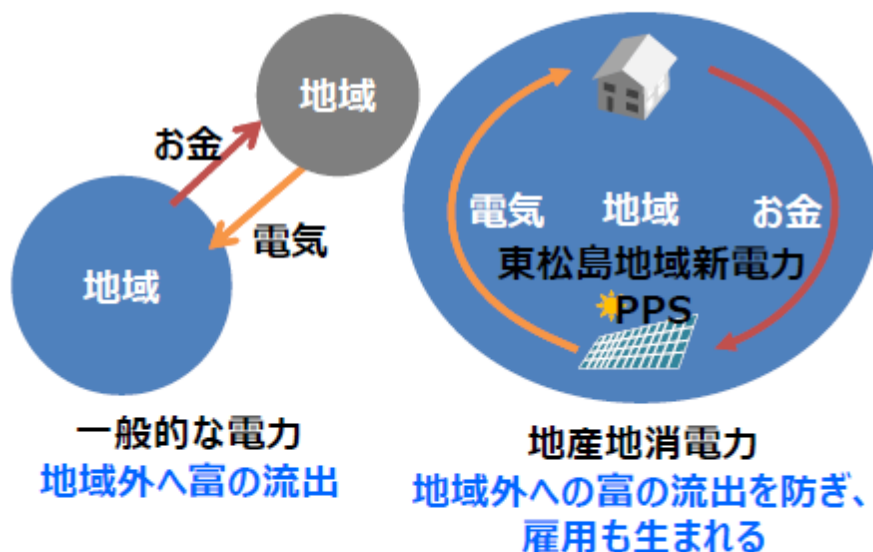 地域
お金
電気
地域
一般的な電力
地域外へ富の流出
電気 地域 お金
東松島地域新電力
PPS
地産地消電力
地域外への富の流出を防ぎ、
雇用も生まれる